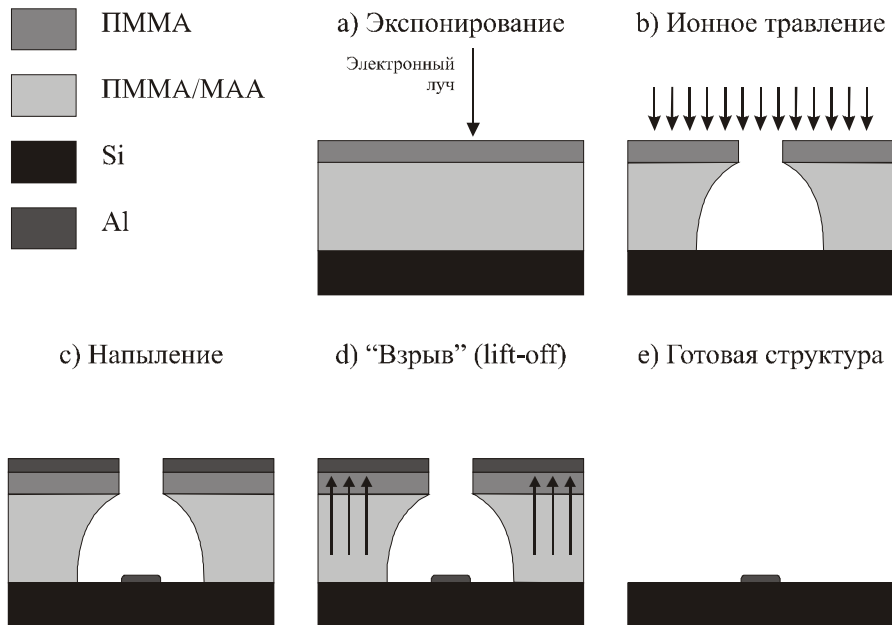 ПММА
ПММА/МАА
Si
Al
a) Экспонирование
Электронный
луч
b) Ионное травление
c) Напыление
d) “Взрыв” (lift-off)
e) Готовая структура